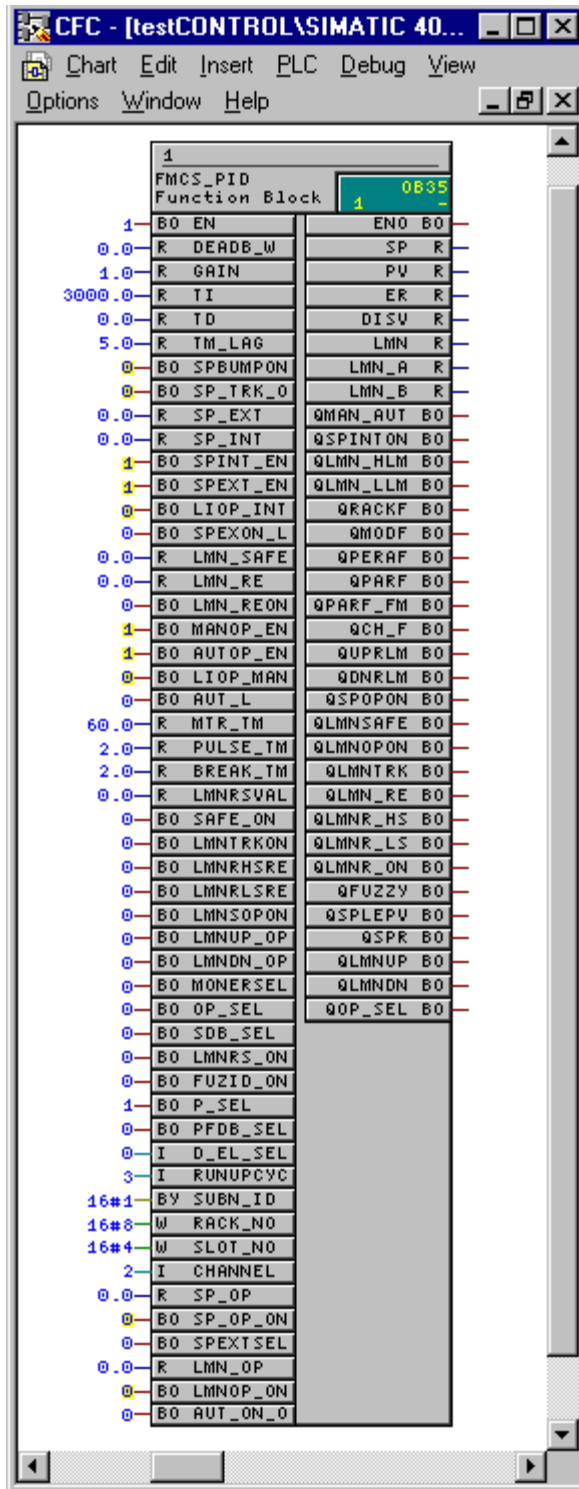 CFC - [testCONTROL\SIMATIC 40...
Chart Edit Insert PLC Debug View
Options Window Help
1
FMCS_PID
Function Block
OB35
1 -
1 BO EN ENO BO
0.0 R DEADB_W SP R
1.0 R GAIN PV R
3000.0 R TI ER R
0.0 R TD DISV R
5.0 R TM_LAG LMN R
0 BO SPBUMPON LMN_A R
0 BO SP_TRK_O LMN_B R
0.0 R SP_EXT QMAN_AUT BO
0.0 R SP_INT QSPINTON BO
1 BO SPINT_EN QLMN_HLM BO
1 BO SPEXT_EN QLMN_LLM BO
0 BO LIOP_INT QRACKF BO
0 BO SPEXON_L QMODF BO
0.0 R LMN_SAFE QPERAF BO
0.0 R LMN_RE QPARF BO
0 BO LMN_REON QPARF_FM BO
1 BO MANOP_EN QCH_F BO
1 BO AUTOP_EN QUPRLM BO
0 BO LIOP_MAN QDNRLM BO
0 BO AUT_L QSPOPON BO
60.0 R MTR_TM QLMNSAFE BO
2.0 R PULSE_TM QLMNOPON BO
2.0 R BREAK_TM QLMNTRK BO
0.0 R LMNRSVAL QLMN_RE BO
0 BO SAFE_ON QLMNR_HS BO
0 BO LMNTRKON QLMNR_LS BO
0 BO LMNRHSRE QLMNR_ON BO
0 BO LMNRLSRE QFUZZY BO
0 BO LMNSOPON QSPLEPV BO
0 BO LMNUP_OP QSPR BO
0 BO LMNDN_OP QLMNUP BO
0 BO MONERSEL QLMNDN BO
0 BO OP_SEL QOP_SEL BO
0 BO SDB_SEL
0 BO LMNRS_ON
0 BO FUZID_ON
1 BO P_SEL
0 BO PFDB_SEL
0 I D_EL_SEL
3 I RUNUPCYC
16#1 BY SUBN_ID
16#8 W RACK_NO
16#4 W SLOT_NO
2 I CHANNEL
0.0 R SP_OP
0 BO SP_OP_ON
0 BO SPEXTSEL
0.0 R LMN_OP
0 BO LMNOP_ON
0 BO AUT_ON_O